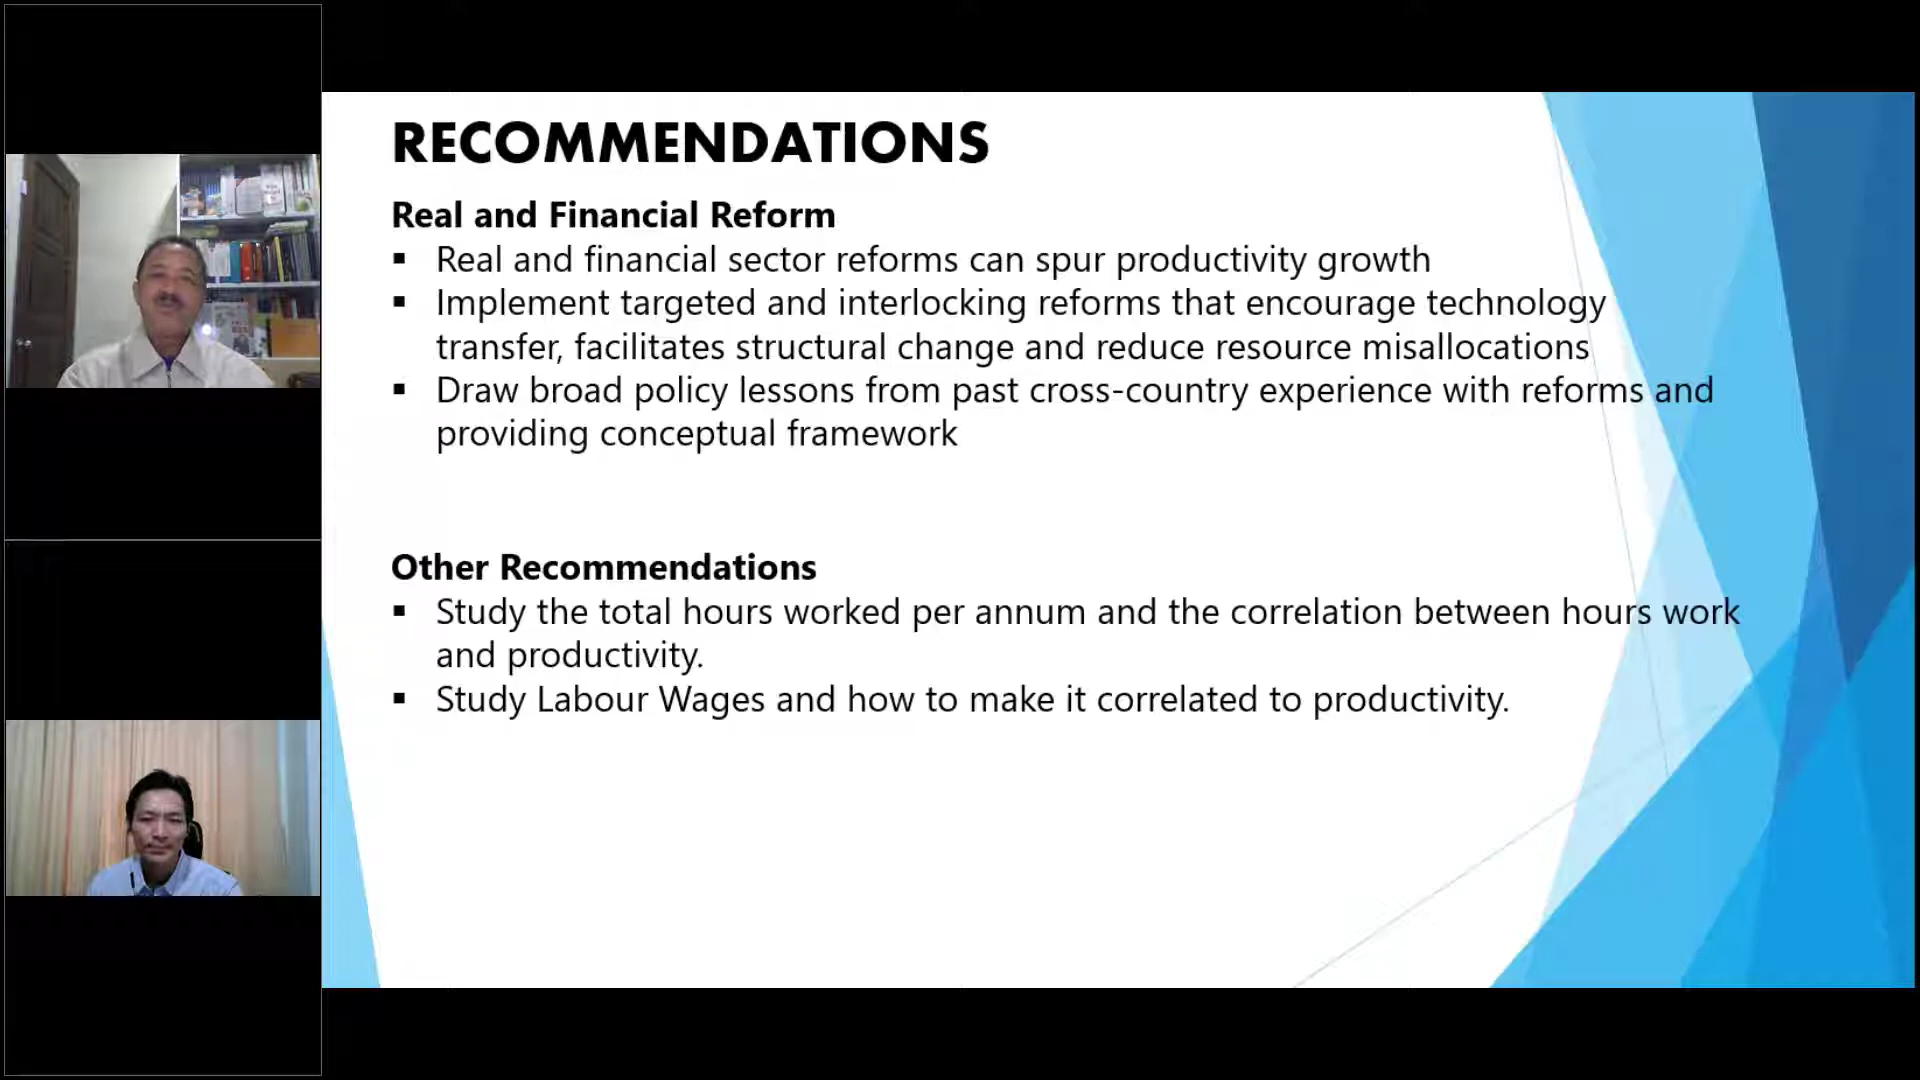 RECOMMENDATIONS
Real and Financial Reform
▪ Real and financial sector reforms can spur productivity growth
▪ Implement targeted and interlocking reforms that encourage technology
transfer, facilitates structural change and reduce resource misallocations
▪ Draw broad policy lessons from past cross-country experience with reforms and
providing conceptual framework
Other Recommendations
▪ Study the total hours worked per annum and the correlation between hours work
and productivity.
▪ Study Labour Wages and how to make it correlated to productivity.